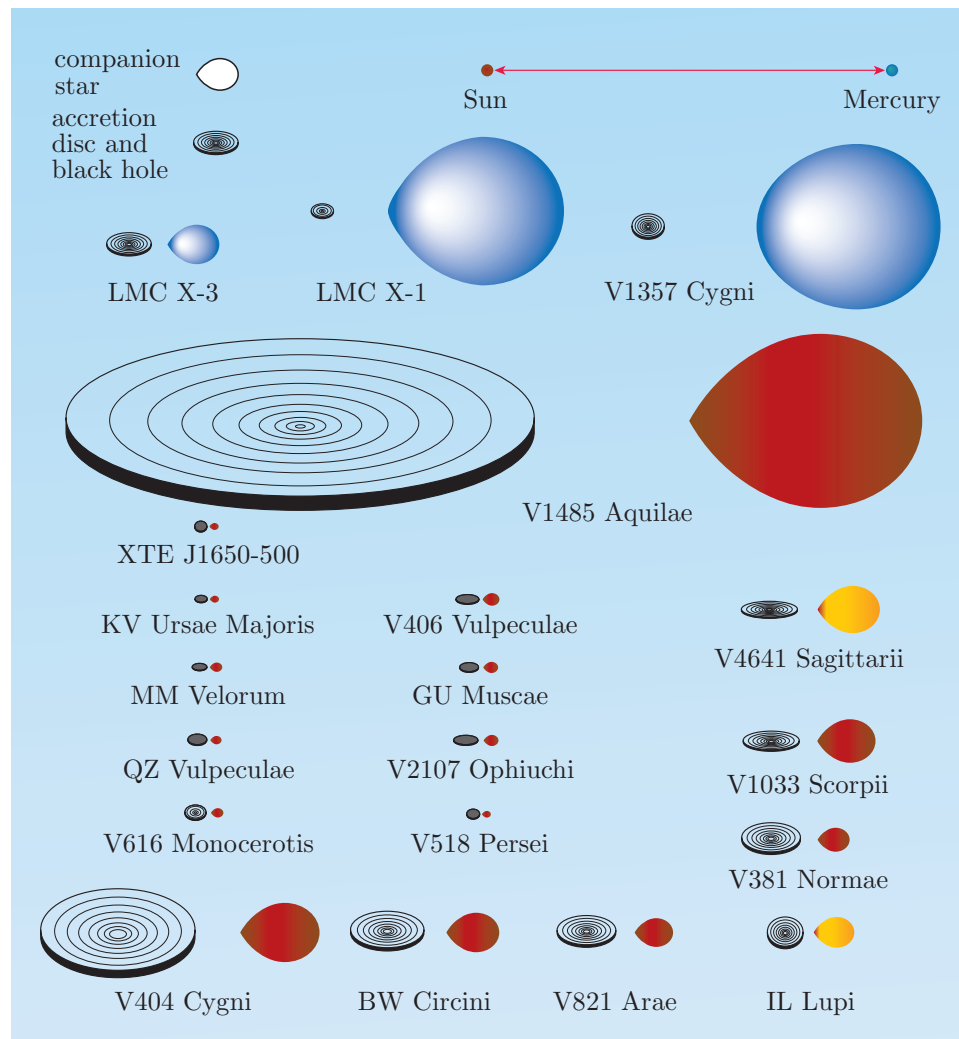 companion
star
accretion
disc and
black hole
Sun
Mercury
LMC X-3
LMC X-1
V1357 Cygni
V1485 Aquilae
XTE J1650-500
KV Ursae Majoris
V406 Vulpeculae
V4641 Sagittarii
MM Velorum
GU Muscae
QZ Vulpeculae
V2107 Ophiuchi
V1033 Scorpii
V616 Monocerotis
V518 Persei
V381 Normae
V404 Cygni
BW Circini
V821 Arae
IL Lupi